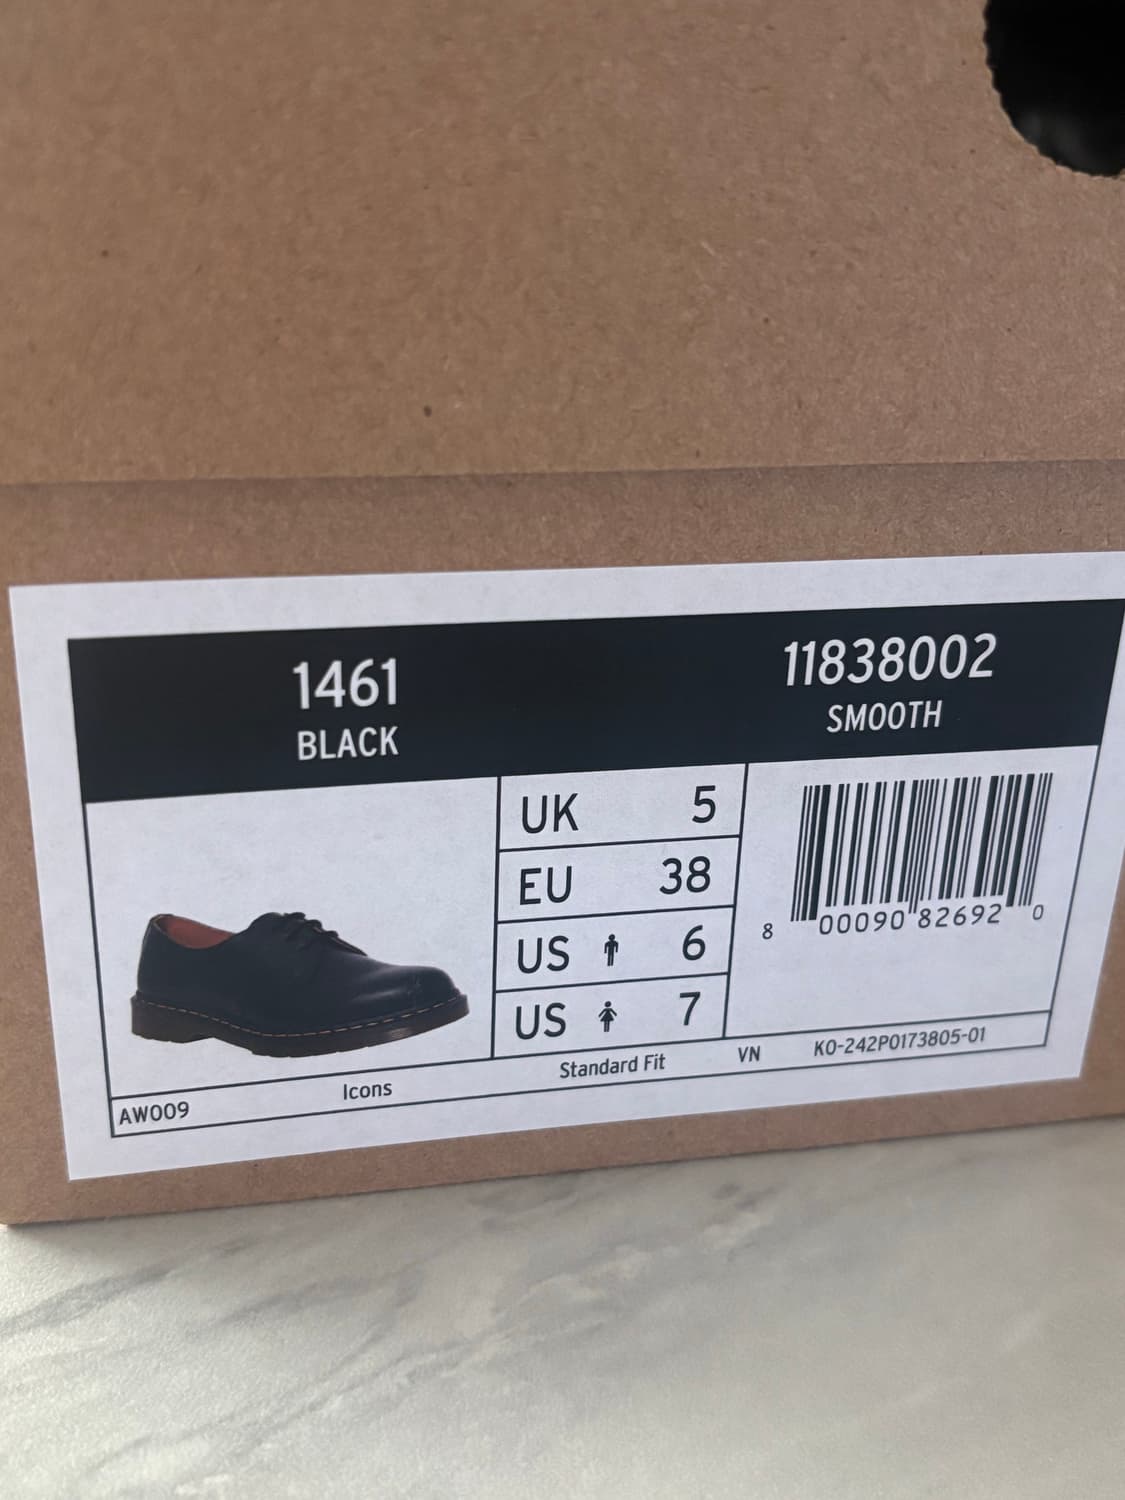 1461
BLACK
11838002
SMOOTH
UK 5
EU 38
US 6
US 7
8 00090 82692 0
AW009 Icons Standard Fit VN KO-242P0173805-01